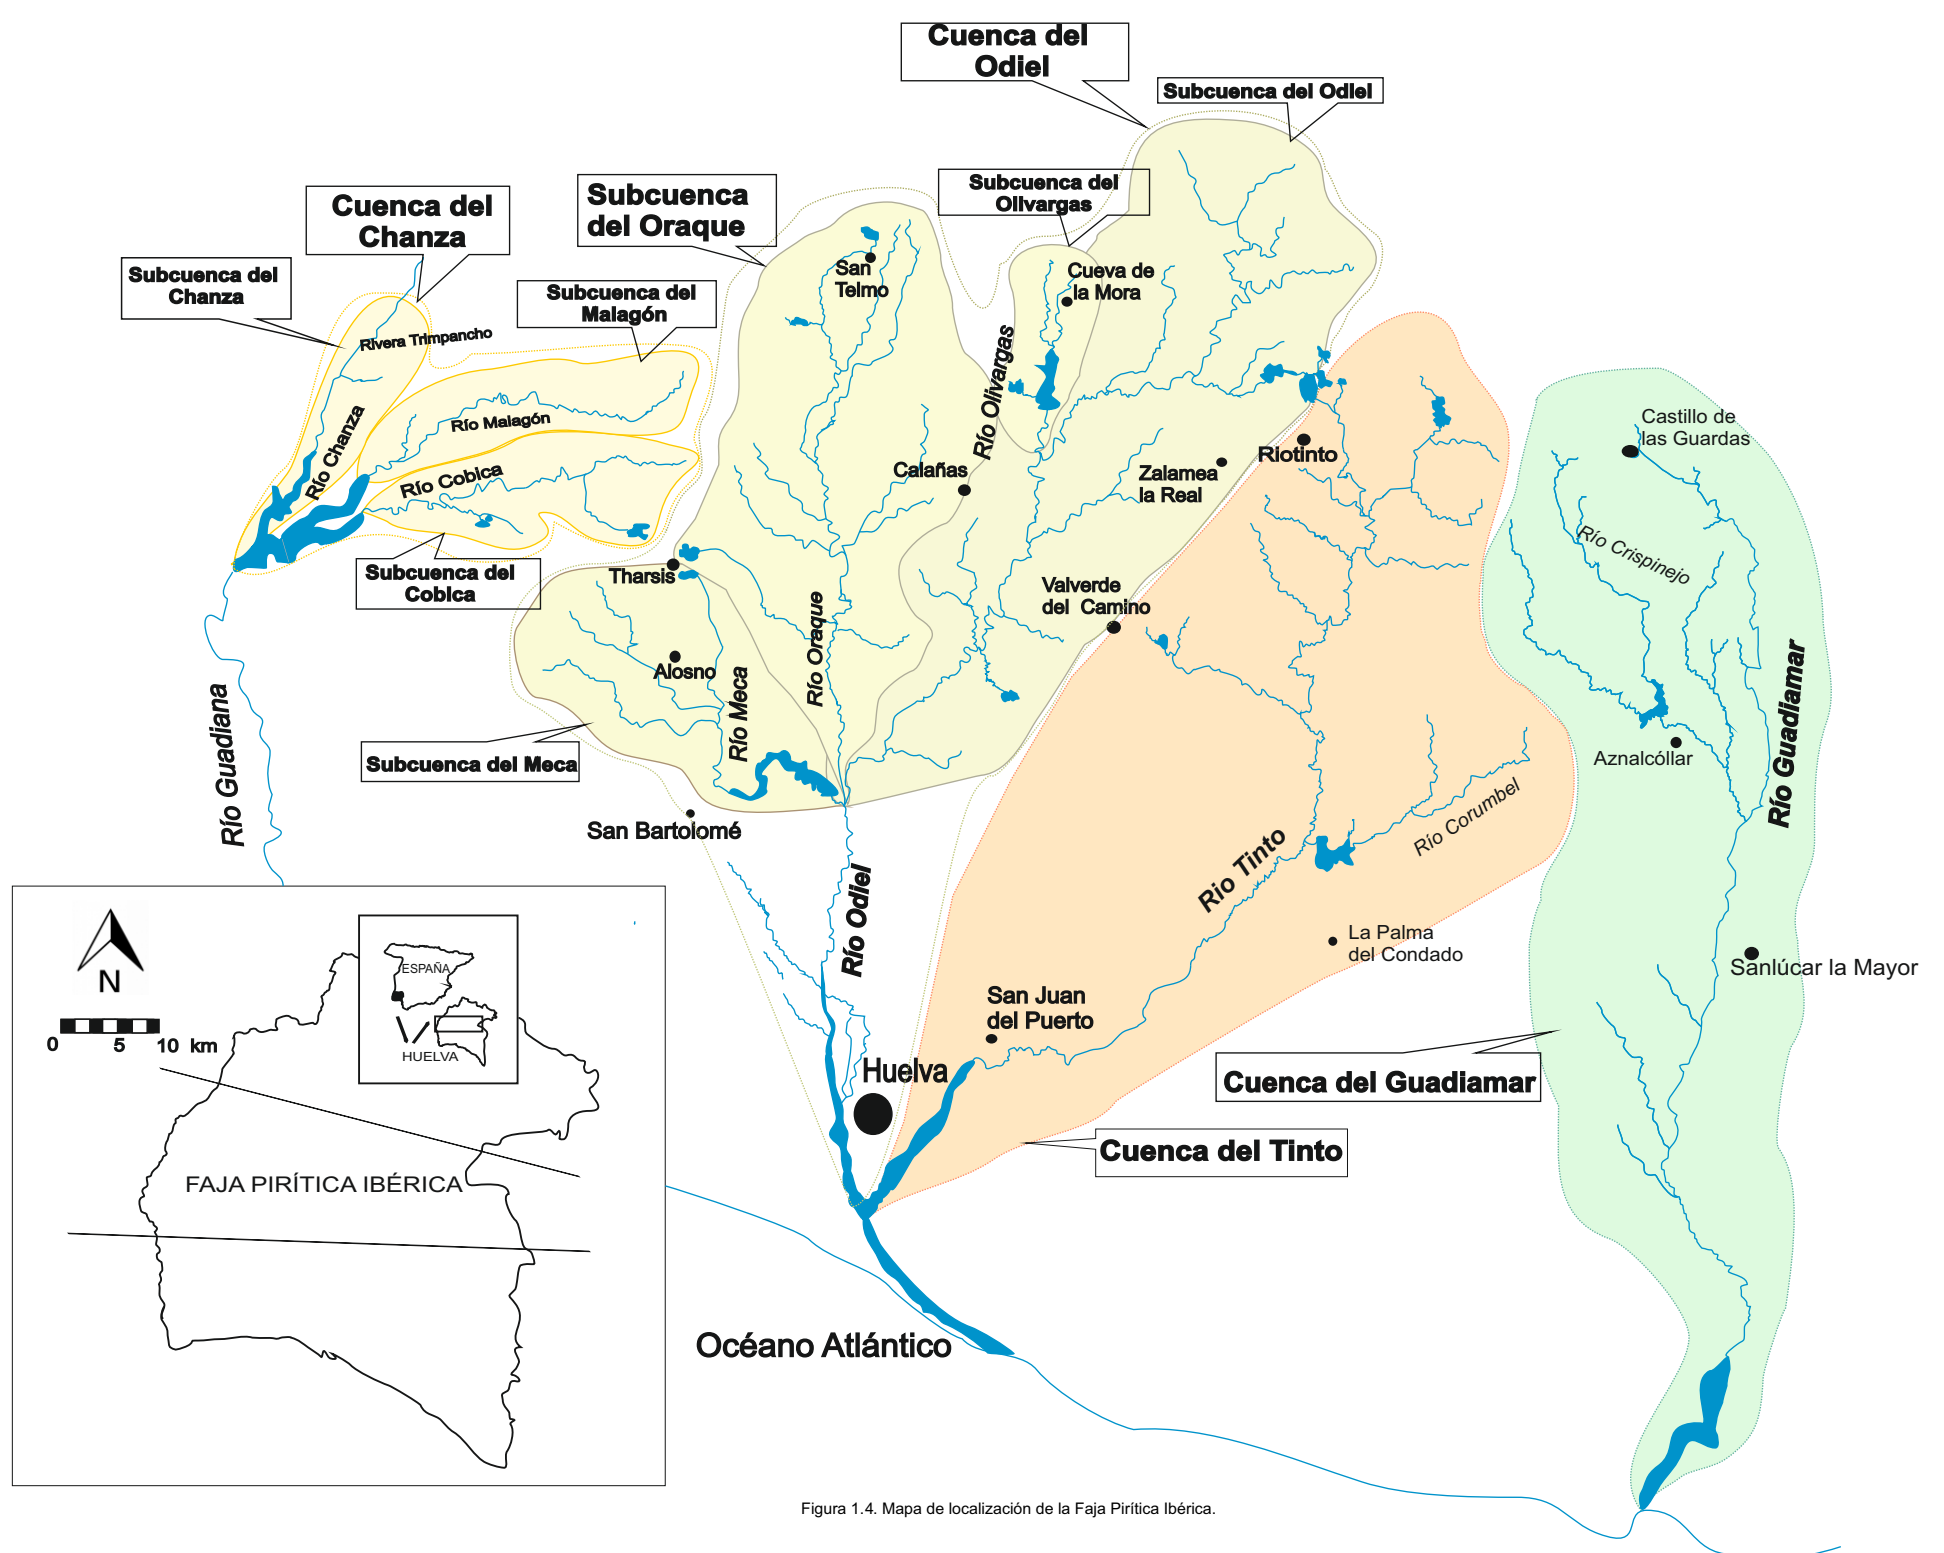 Cuenca del
Odiel
Subcuenca del Odiel
Subcuenca del
Olivargas
Subcuenca
del Oraque
Cuenca del
Chanza
Subcuenca del
Chanza
Subcuenca del
Malagón
Rivera Trimpancho
Río Chanza
Río Malagón
Río Cobica
Subcuenca del
Cobica
San
Telmo
Cueva de
la Mora
Río Olivargas
Calañas
Zalamea
la Real
Riotinto
Castillo de
las Guardas
Río Crispinejo
Tharsis
Alosno
Río Meca
Río Oraque
Valverde
del Camino
Subcuenca del Meca
San Bartolomé
Río Guadiana
Río Odiel
Río Guadiamar
Aznalcóllar
Río Corumbel
Rio Tinto
La Palma
del Condado
Sanlúcar la Mayor
San Juan
del Puerto
Huelva
Cuenca del Guadiamar
Cuenca del Tinto
Océano Atlántico
N
0 5 10 km
ESPAÑA
HUELVA
FAJA PIRÍTICA IBÉRICA
Figura 1.4. Mapa de localización de la Faja Pirítica Ibérica.